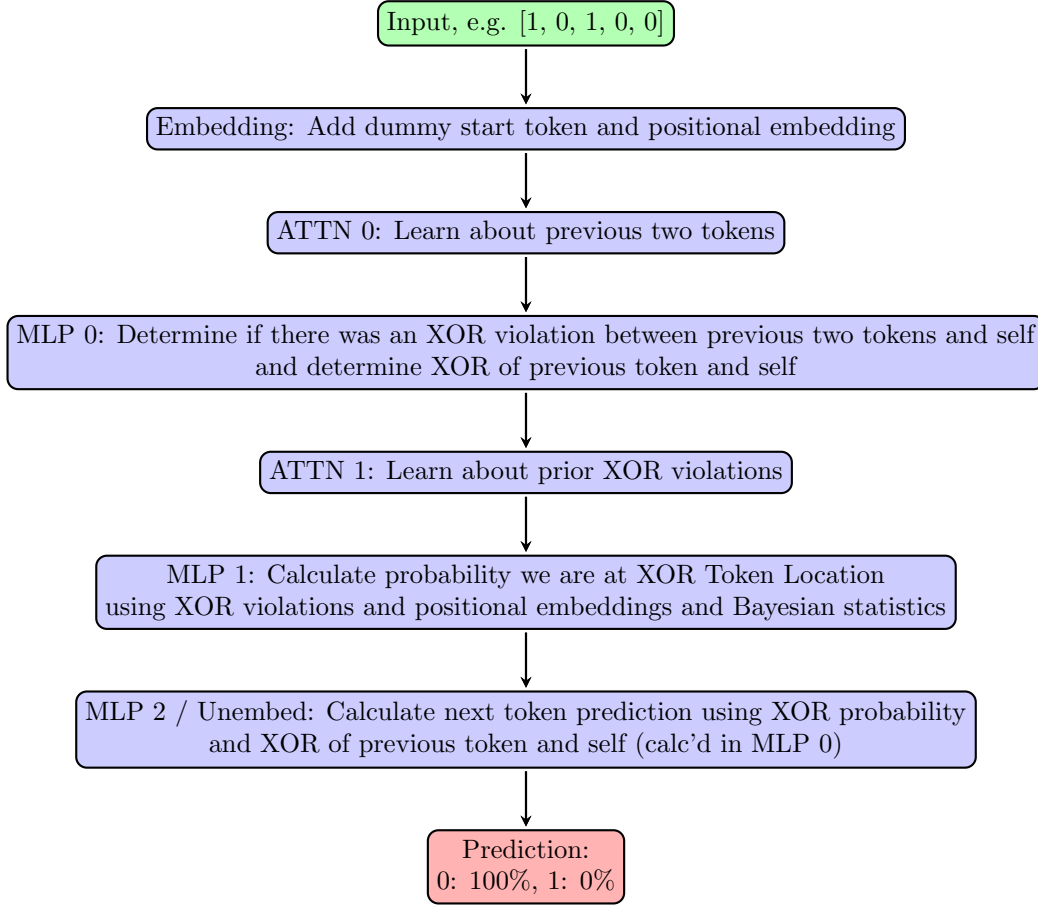 Input, e.g. [1, 0, 1, 0, 0]
Embedding: Add dummy start token and positional embedding
ATTN 0: Learn about previous two tokens
MLP 0: Determine if there was an XOR violation between previous two tokens and self
and determine XOR of previous token and self
ATTN 1: Learn about prior XOR violations
MLP 1: Calculate probability we are at XOR Token Location
using XOR violations and positional embeddings and Bayesian statistics
MLP 2 / Unembed: Calculate next token prediction using XOR probability
and XOR of previous token and self (calc'd in MLP 0)
Prediction:
0: 100%, 1: 0%